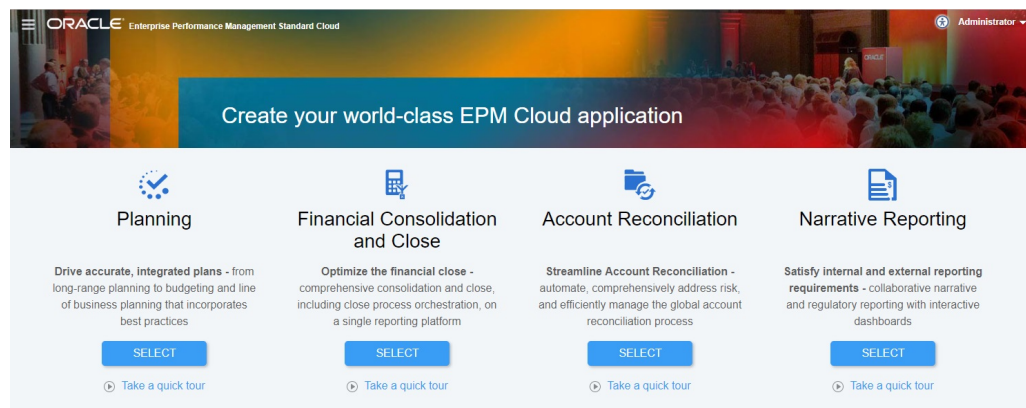 ORACLE Enterprise Performance Management Standard Cloud
Administrator
ORACLE
Create your world-class EPM Cloud application
Planning
Drive accurate, integrated plans - from
long-range planning to budgeting and line
of business planning that incorporates
best practices
SELECT
Take a quick tour
Financial Consolidation
and Close
Optimize the financial close -
comprehensive consolidation and close,
including close process orchestration, on
a single reporting platform
SELECT
Take a quick tour
Account Reconciliation
Streamline Account Reconciliation -
automate, comprehensively address risk,
and efficiently manage the global account
reconciliation process
SELECT
Take a quick tour
Narrative Reporting
Satisfy internal and external reporting
requirements - collaborative narrative
and regulatory reporting with interactive
dashboards
SELECT
Take a quick tour